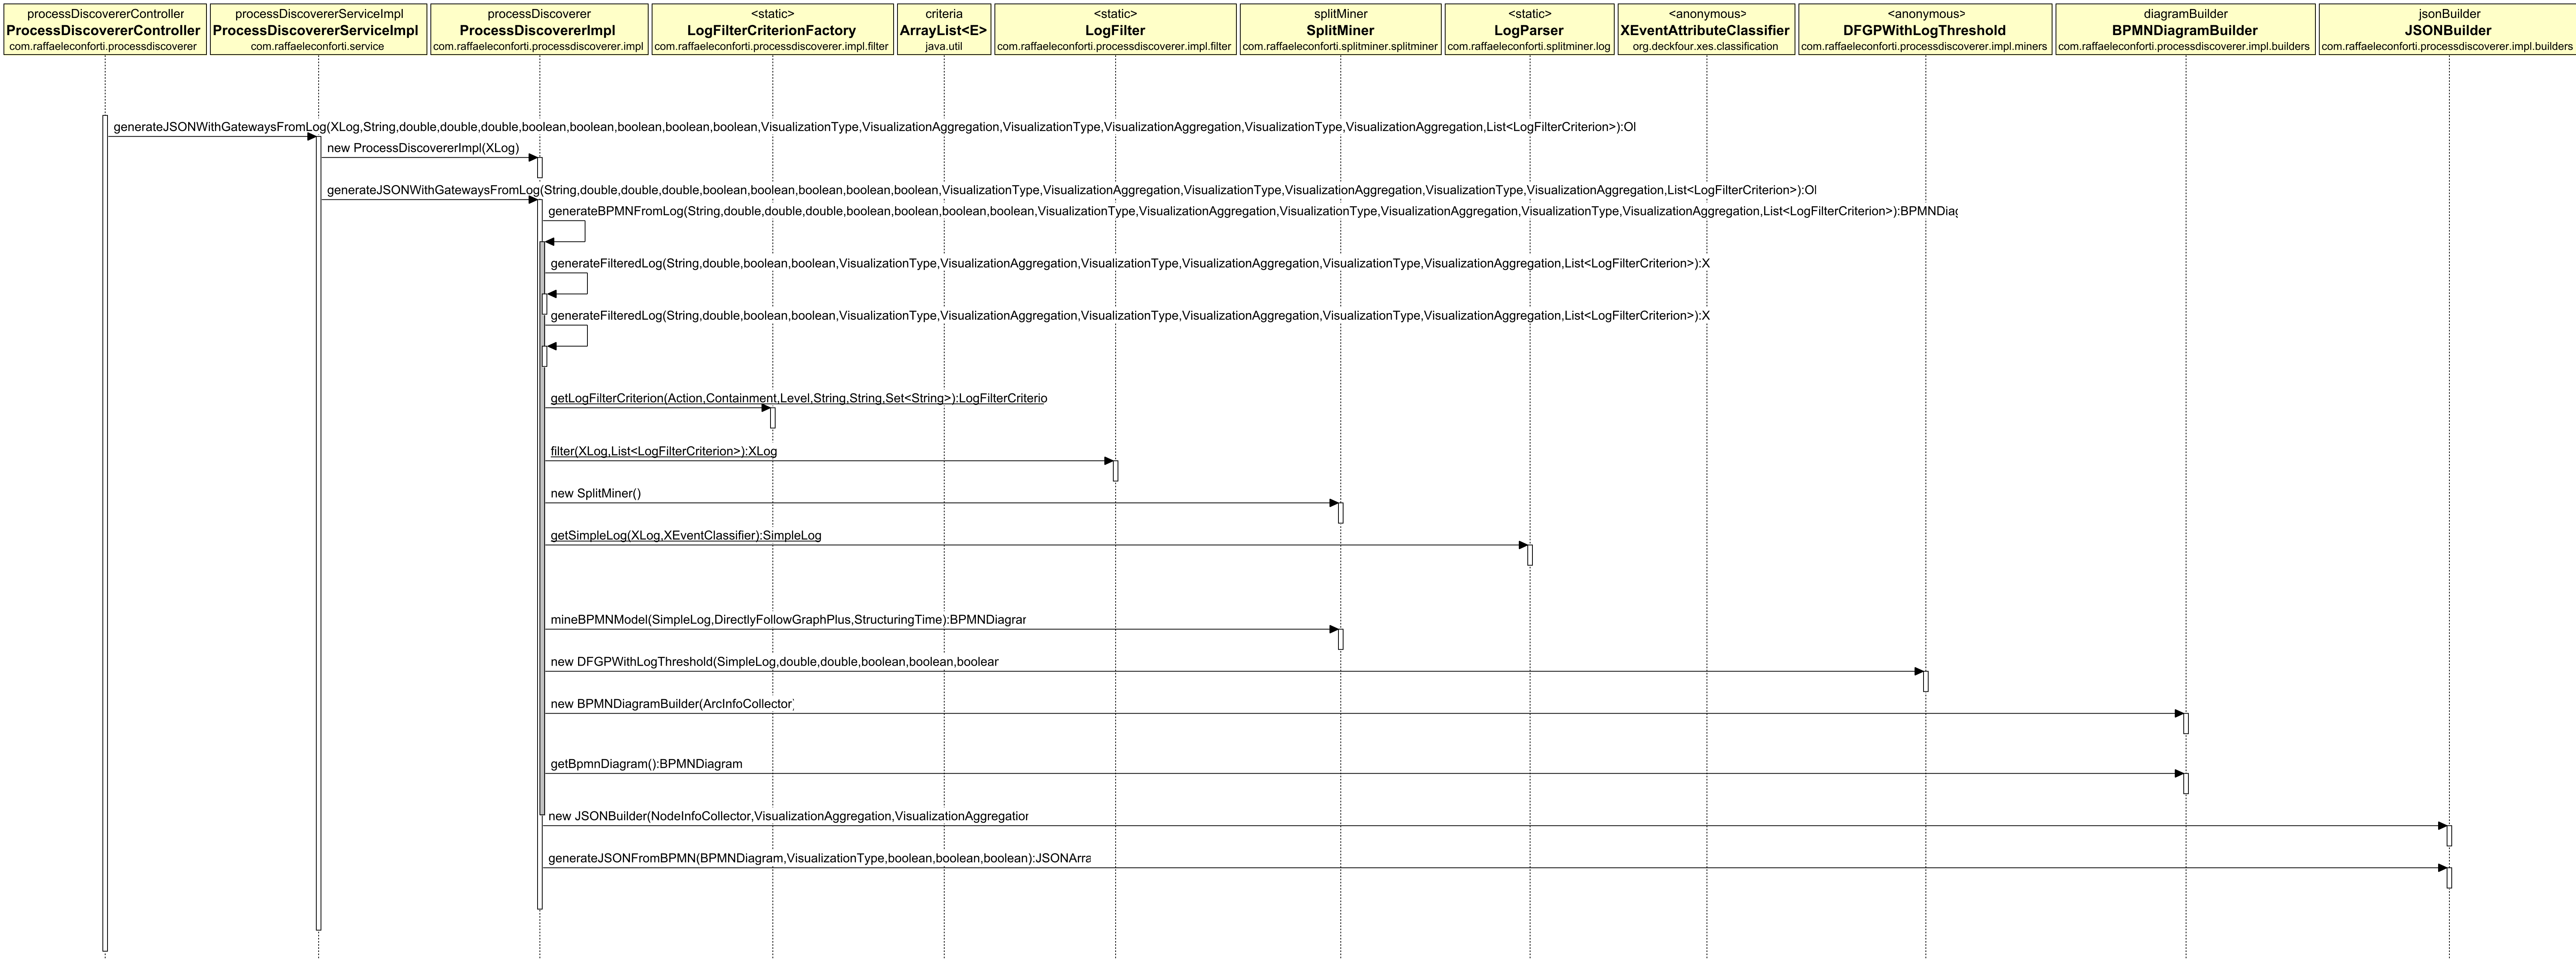 processDiscovererController
ProcessDiscovererController
com.raffaeleconforti.processdiscoverer
processDiscovererServiceImpl
ProcessDiscovererServiceImpl
com.raffaeleconforti.service
processDiscoverer
ProcessDiscovererImpl
com.raffaeleconforti.processdiscoverer.impl
<static>
LogFilterCriterionFactory
com.raffaeleconforti.processdiscoverer.impl.filter
criteria
ArrayList<E>
java.util
<static>
LogFilter
com.raffaeleconforti.processdiscoverer.impl.filter
splitMiner
SplitMiner
com.raffaeleconforti.splitminer.splitminer
<static>
LogParser
com.raffaeleconforti.splitminer.log
<anonymous>
XEventAttributeClassifier
org.deckfour.xes.classification
<anonymous>
DFGPWithLogThreshold
com.raffaeleconforti.processdiscoverer.impl.miners
diagramBuilder
BPMNDiagramBuilder
com.raffaeleconforti.processdiscoverer.impl.builders
jsonBuilder
JSONBuilder
com.raffaeleconforti.processdiscoverer.impl.builders
generateJSONWithGatewaysFromLog(XLog,String,double,double,double,boolean,boolean,boolean,boolean,boolean,VisualizationType,VisualizationAggregation,VisualizationType,VisualizationAggregation,VisualizationType,VisualizationAggregation,List<LogFilterCriterion>):Ol
new ProcessDiscovererImpl(XLog)
generateJSONWithGatewaysFromLog(String,double,double,double,boolean,boolean,boolean,boolean,boolean,VisualizationType,VisualizationAggregation,VisualizationType,VisualizationAggregation,VisualizationType,VisualizationAggregation,List<LogFilterCriterion>):Ol
generateBPMNFromLog(String,double,double,double,boolean,boolean,boolean,boolean,VisualizationType,VisualizationAggregation,VisualizationType,VisualizationAggregation,VisualizationType,VisualizationAggregation,List<LogFilterCriterion>):BPMNDiag
generateFilteredLog(String,double,boolean,boolean,VisualizationType,VisualizationAggregation,VisualizationType,VisualizationAggregation,VisualizationType,VisualizationAggregation,List<LogFilterCriterion>):X
generateFilteredLog(String,double,boolean,boolean,VisualizationType,VisualizationAggregation,VisualizationType,VisualizationAggregation,VisualizationType,VisualizationAggregation,List<LogFilterCriterion>):X
getLogFilterCriterion(Action,Containment,Level,String,String,Set<String>):LogFilterCriterio
filter(XLog,List<LogFilterCriterion>):XLog
new SplitMiner()
getSimpleLog(XLog,XEventClassifier):SimpleLog
mineBPMNModel(SimpleLog,DirectlyFollowGraphPlus,StructuringTime):BPMNDiagrar
new DFGPWithLogThreshold(SimpleLog,double,double,boolean,boolean,boolear
new BPMNDiagramBuilder(ArcInfoCollector)
getBpmnDiagram():BPMNDiagram
new JSONBuilder(NodeInfoCollector,VisualizationAggregation,VisualizationAggregatior
generateJSONFromBPMN(BPMNDiagram,VisualizationType,boolean,boolean,boolean):JSONArra